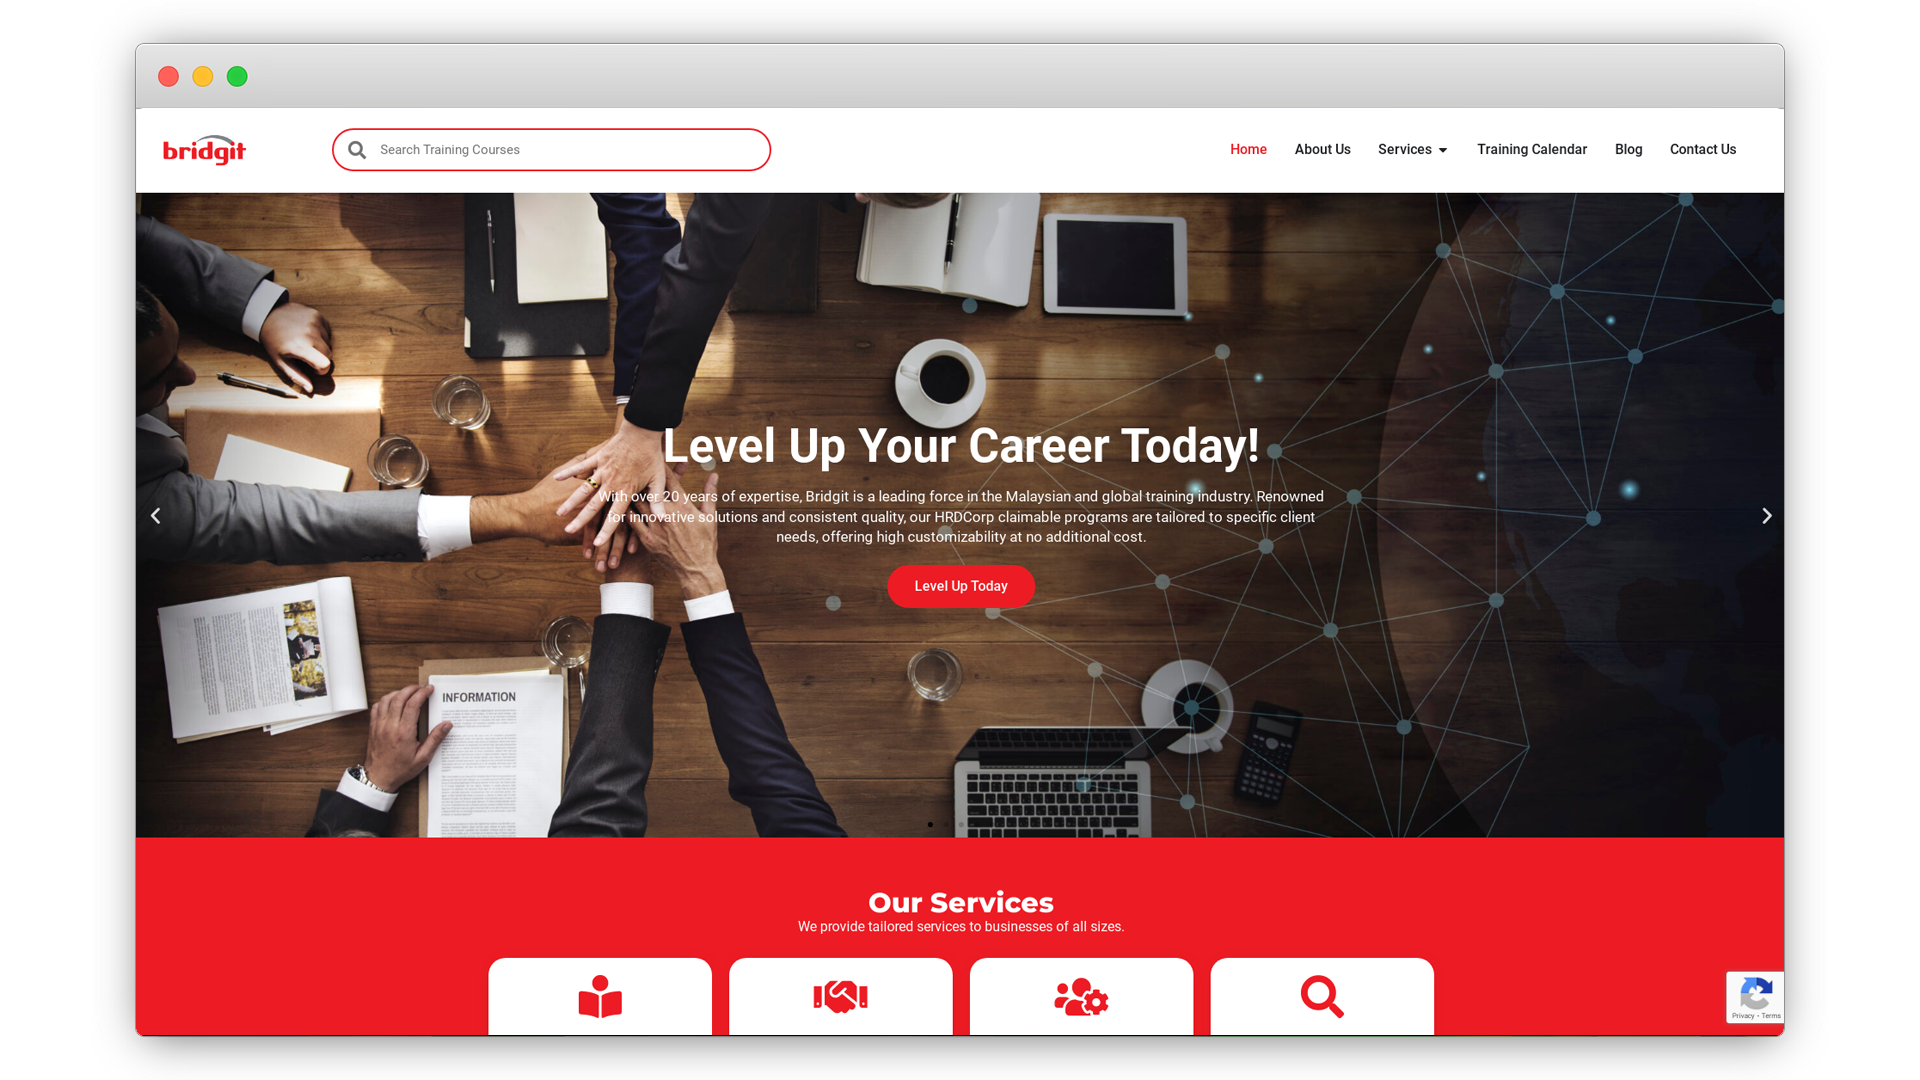 bridgit
Search Training Courses
Home
About Us
Services
Training Calendar
Blog
Contact Us
Level Up Your Career Today!
With over 20 years of expertise, Bridgit is a leading force in the Malaysian and global training industry. Renowned
for innovative solutions and consistent quality, our HRDCorp claimable programs are tailored to specific client
needs, offering high customizability at no additional cost.
Level Up Today
INFORMATION
Our Services
We provide tailored services to businesses of all sizes.
Privacy • Terms